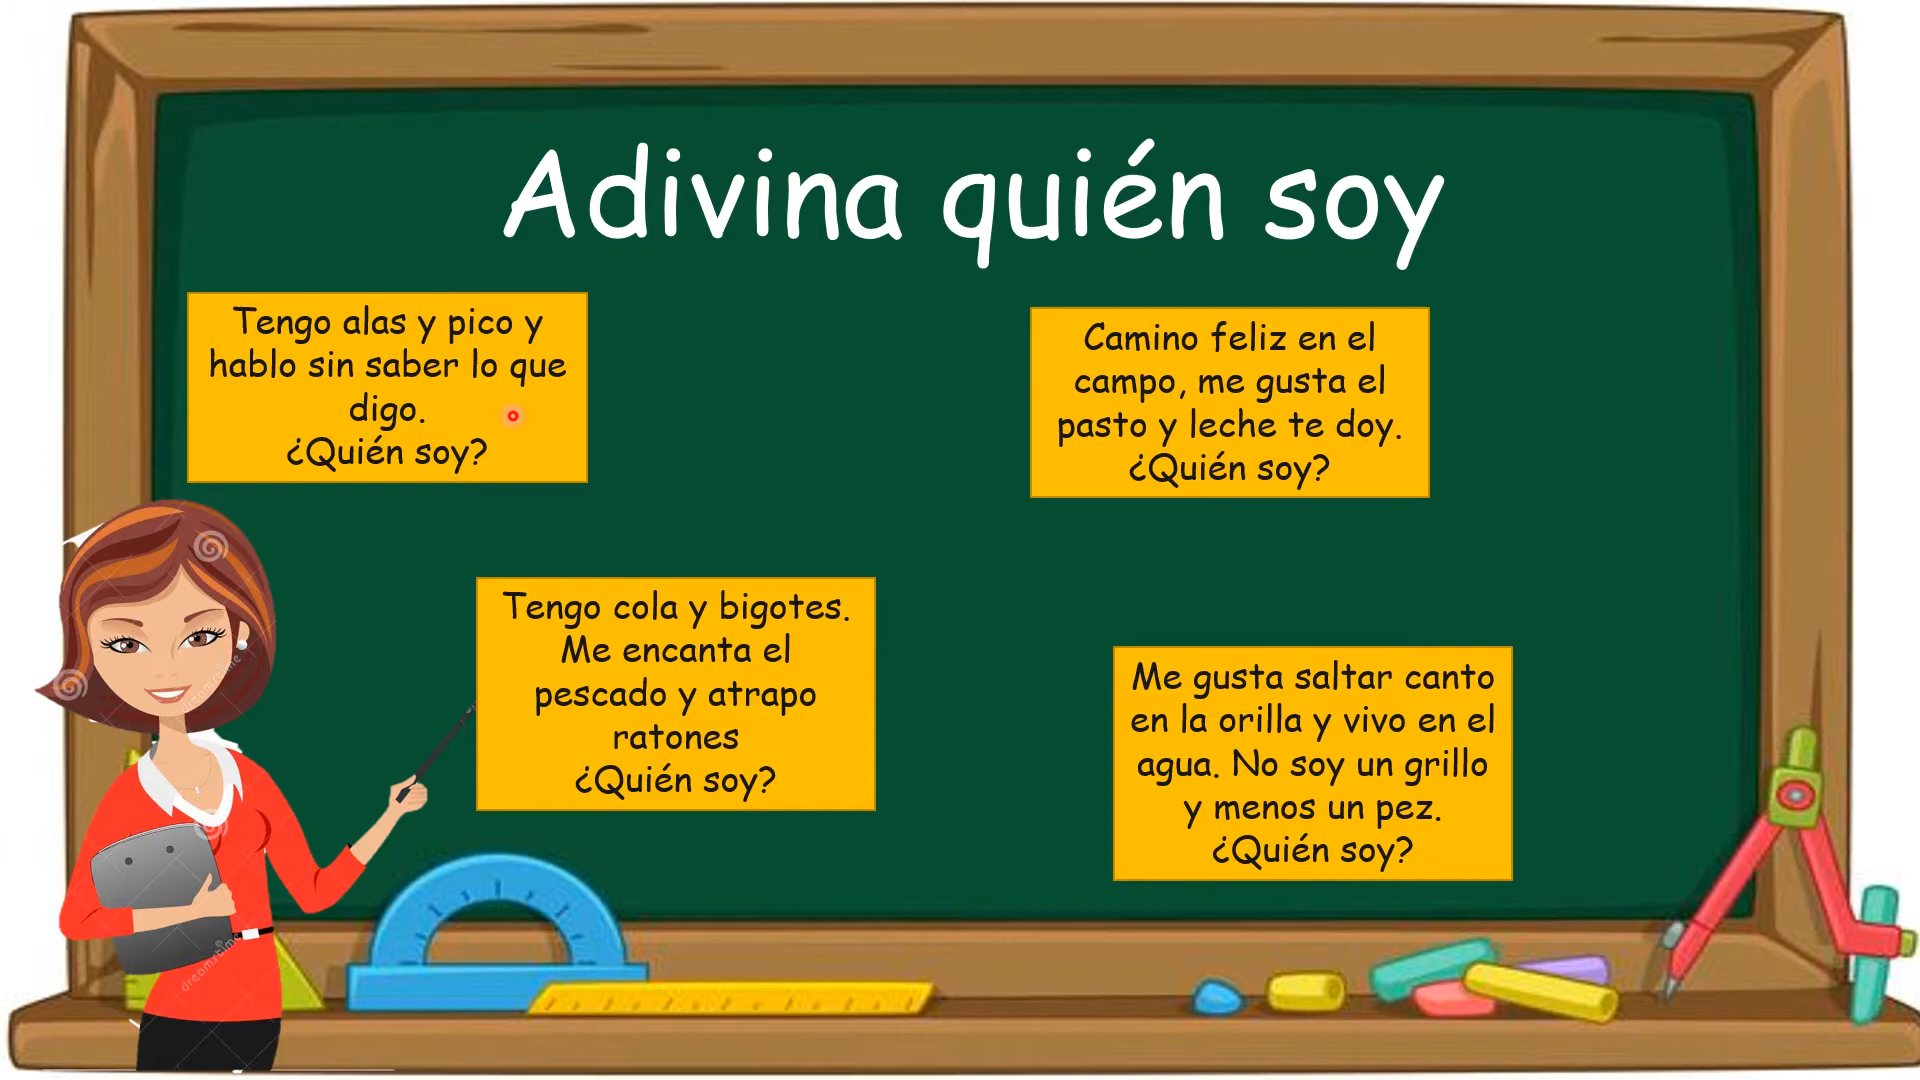 Adivina quién soy
Tengo alas y pico y
hablo sin saber lo que
digo.
¿Quién soy?
Camino feliz en el
campo, me gusta el
pasto y leche te doy.
¿Quién soy?
Tengo cola y bigotes.
Me encanta el
pescado y atrapo
ratones
¿Quién soy?
Me gusta saltar canto
en la orilla y vivo en el
agua. No soy un grillo
y menos un pez.
¿Quién soy?
dreamstime
dreamstime